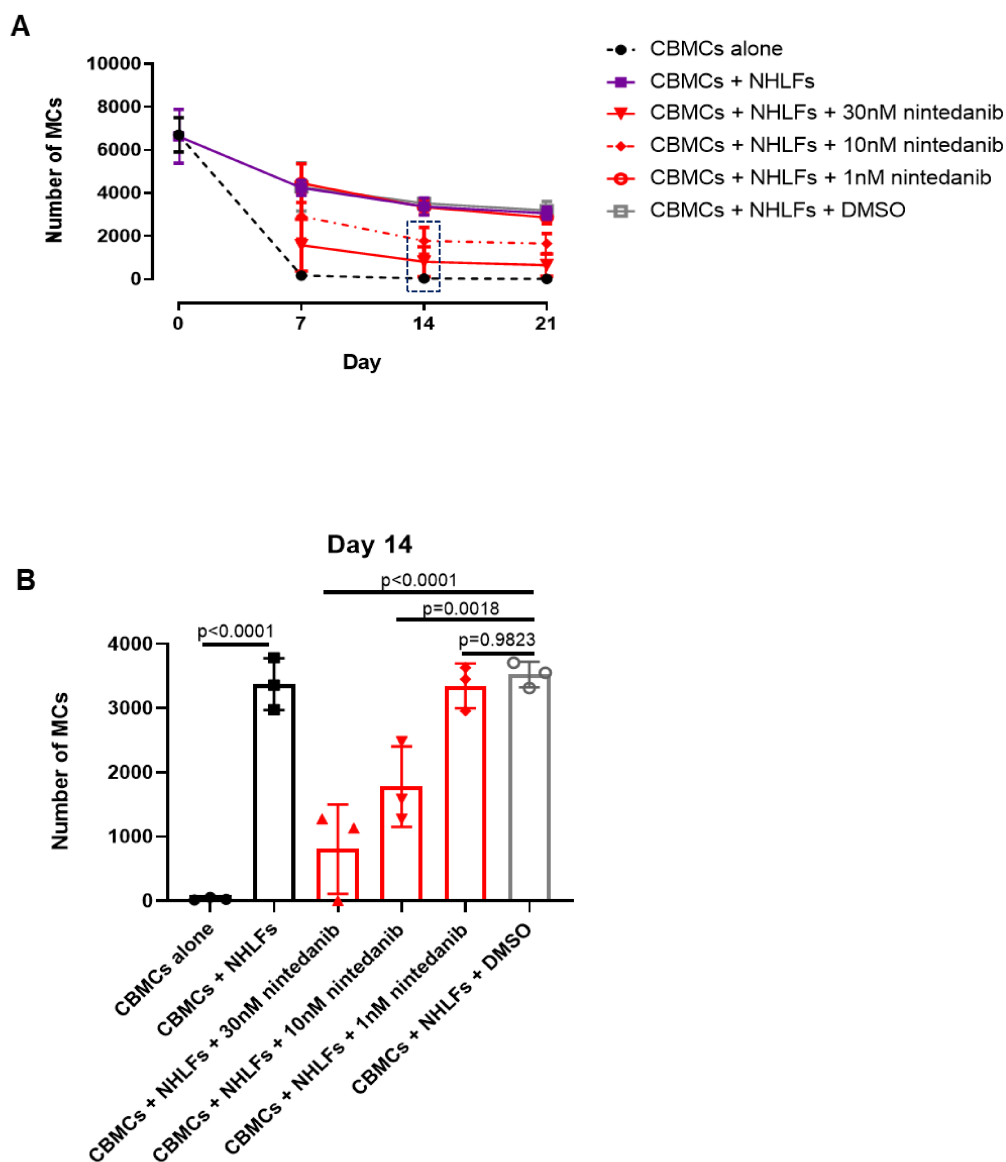 A
10000
8000
6000
4000
2000
0
Number of MCs
0
7
14
21
Day
CBMCs alone
CBMCs + NHLFs
CBMCs + NHLFs + 30nM nintedanib
CBMCs + NHLFs + 10nM nintedanib
CBMCs + NHLFs + 1nM nintedanib
CBMCs + NHLFs + DMSO
Day 14
B
p<0.0001
p=0.0018
p<0.0001
p=0.9823
4000
3000
2000
1000
0
Number of MCs
CBMCs alone
CBMCs + NHLFs
CBMCs + NHLFs + 30nM nintedanib
CBMCs + NHLFs + 10nM nintedanib
CBMCs + NHLFs + 1nM nintedanib
CBMCs + NHLFs + DMSO